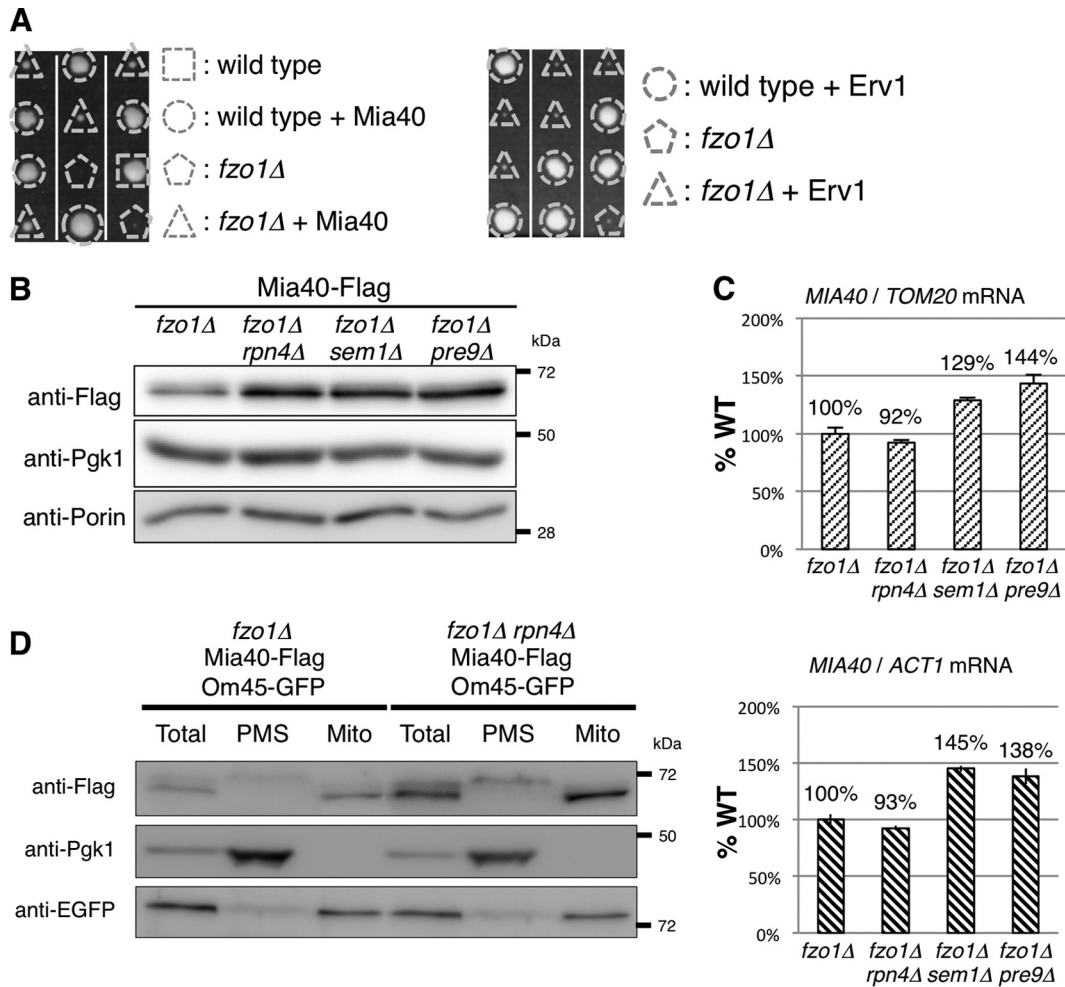 A
: wild type
: wild type + Mia40
: fzo1Δ
: fzo1Δ + Mia40
: wild type + Erv1
: fzo1Δ
: fzo1Δ + Erv1
B
Mia40-Flag
fzo1Δ fzo1Δ fzo1Δ fzo1Δ
rpn4Δ sem1Δ pre9Δ
kDa
anti-Flag
72
anti-Pgk1
50
anti-Porin
28
C
MIA40 / TOM20 mRNA
% WT
200%
150%
100%
50%
0%
100%
92%
129%
144%
fzo1Δ fzo1Δ fzo1Δ fzo1Δ
rpn4Δ sem1Δ pre9Δ
D
fzo1Δ
Mia40-Flag
Om45-GFP
fzo1Δ rpn4Δ
Mia40-Flag
Om45-GFP
Total PMS Mito Total PMS Mito
kDa
anti-Flag
72
anti-Pgk1
50
anti-EGFP
72
MIA40 / ACT1 mRNA
% WT
200%
150%
100%
50%
0%
100%
93%
145%
138%
fzo1Δ fzo1Δ fzo1Δ fzo1Δ
rpn4Δ sem1Δ pre9Δ